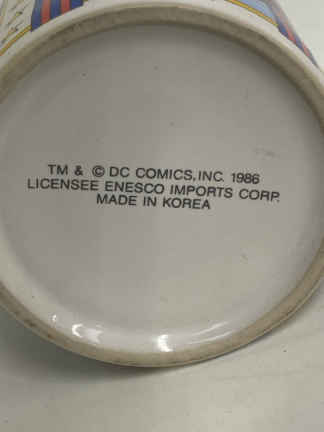 TM & © DC COMICS, INC. 1986
LICENSEE ENESCO IMPORTS CORP.
MADE IN KOREA